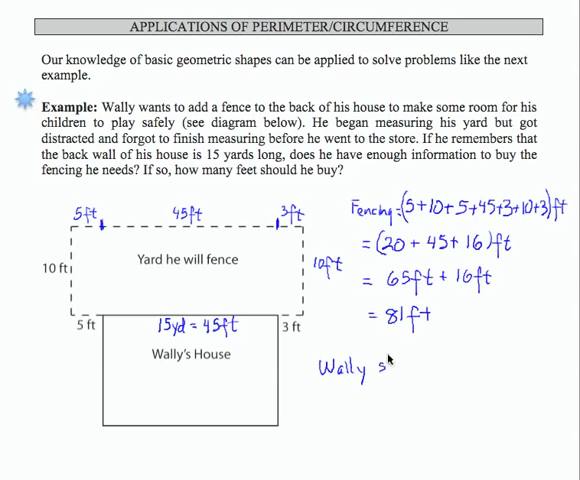 APPLICATIONS OF PERIMETER/CIRCUMFERENCE
Our knowledge of basic geometric shapes can be applied to solve problems like the next
example.
Example: Wally wants to add a fence to the back of his house to make some room for his
children to play safely (see diagram below). He began measuring his yard but got
distracted and forgot to finish measuring before he went to the store. If he remembers that
the back wall of his house is 15 yards long, does he have enough information to buy the
fencing he needs? If so, how many feet should he buy?
5ft 45ft 3ft
Yard he will fence
10 ft 10ft
5 ft 15yd = 45ft 3 ft
Wally's House
Fencing = (5+10+5+45+3+10+3)ft
= (20 + 45 + 16)ft
= 65ft + 16ft
= 81ft
Wally s